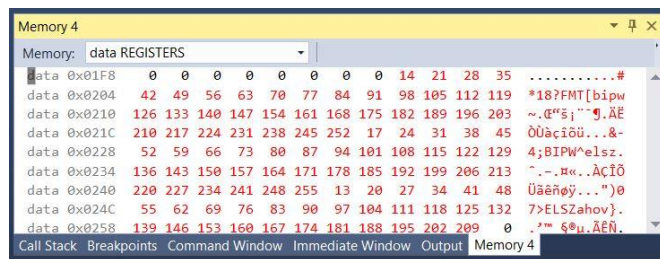 Memory 4
Memory: data REGISTERS
data 0x01F8 0 0 0 0 0 0 0 0 14 21 28 35 ...........#
data 0x0204 42 49 56 63 70 77 84 91 98 105 112 119 *18?FMT[bipw
data 0x0210 126 133 140 147 154 161 168 175 182 189 196 203 ~.Œ“š¡¨¯¶.ÄË
data 0x021C 210 217 224 231 238 245 252 17 24 31 38 45 ÒÙàçîõü...&-
data 0x0228 52 59 66 73 80 87 94 101 108 115 122 129 4;BIPW^elsz.
data 0x0234 136 143 150 157 164 171 178 185 192 199 206 213 ˆ.–.¤«..ÀÇÎÕ
data 0x0240 220 227 234 241 248 255 13 20 27 34 41 48 Üãêñøÿ...")0
data 0x024C 55 62 69 76 83 90 97 104 111 118 125 132 7>ELSZahov}.
data 0x0258 139 146 153 160 167 174 181 188 195 202 209 0 .’™ §®µ.ÃÊÑ.
Call Stack Breakpoints Command Window Immediate Window Output Memory 4